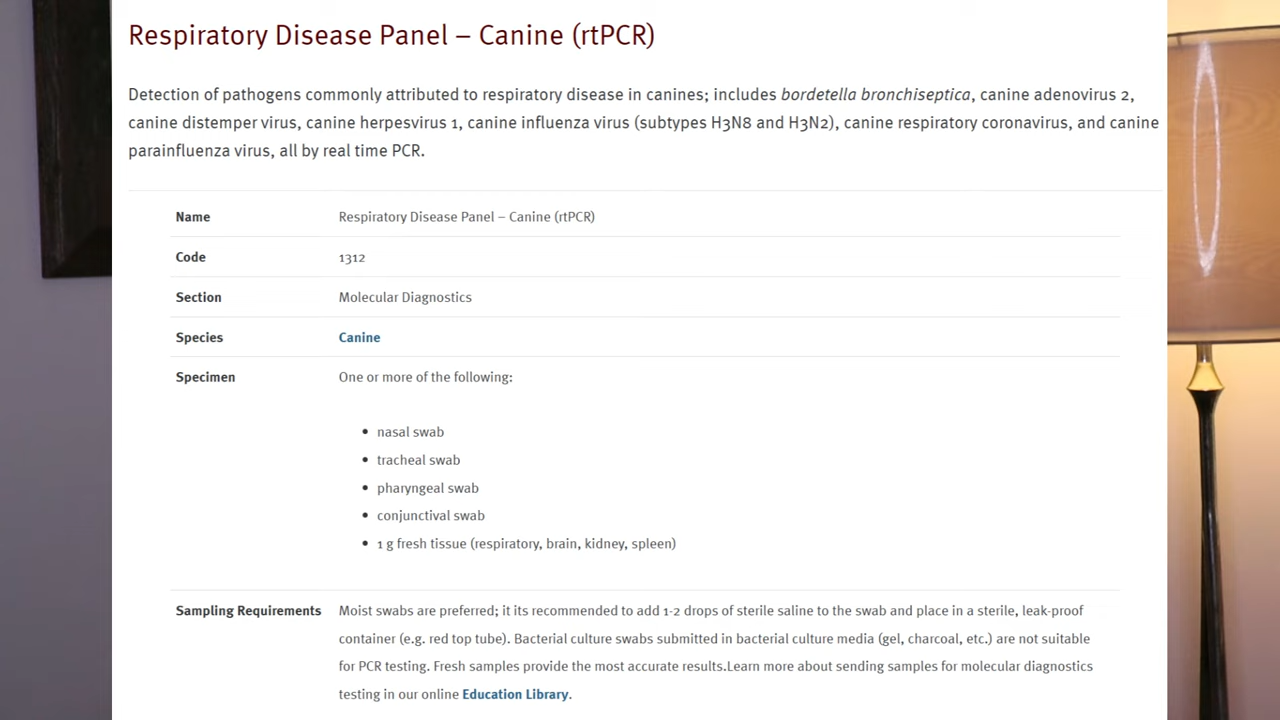 Respiratory Disease Panel – Canine (rtPCR)
Detection of pathogens commonly attributed to respiratory disease in canines; includes bordetella bronchiseptica, canine adenovirus 2,
canine distemper virus, canine herpesvirus 1, canine influenza virus (subtypes H3N8 and H3N2), canine respiratory coronavirus, and canine
parainfluenza virus, all by real time PCR.
Name Respiratory Disease Panel – Canine (rtPCR)
Code 1312
Section Molecular Diagnostics
Species Canine
Specimen One or more of the following:
• nasal swab
• tracheal swab
• pharyngeal swab
• conjunctival swab
• 1 g fresh tissue (respiratory, brain, kidney, spleen)
Sampling Requirements Moist swabs are preferred; it its recommended to add 1-2 drops of sterile saline to the swab and place in a sterile, leak-proof
container (e.g. red top tube). Bacterial culture swabs submitted in bacterial culture media (gel, charcoal, etc.) are not suitable
for PCR testing. Fresh samples provide the most accurate results.Learn more about sending samples for molecular diagnostics
testing in our online Education Library.